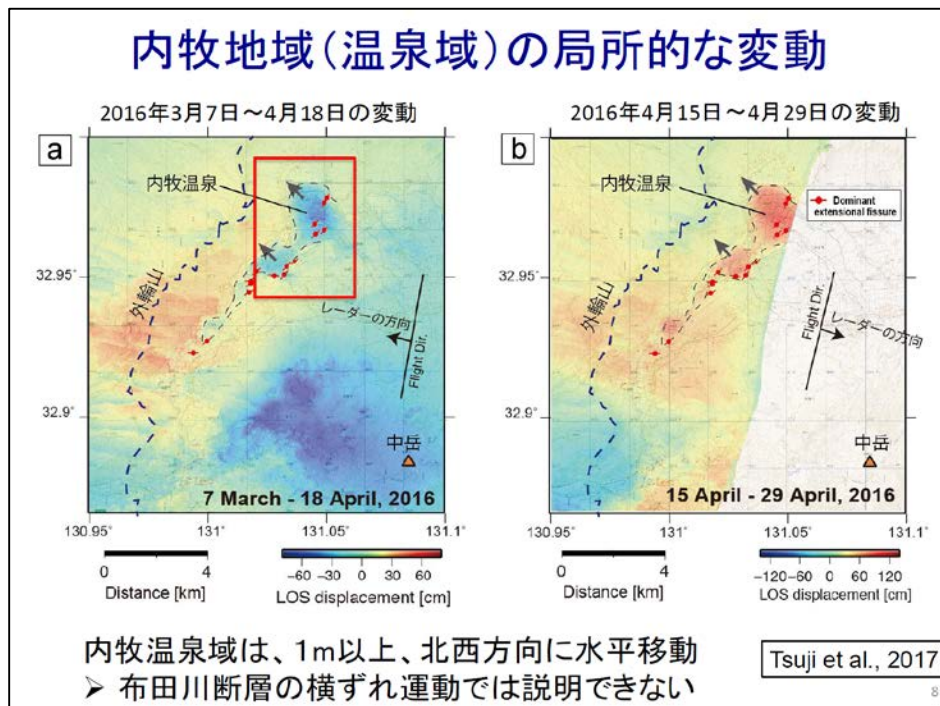 内牧地域（温泉域）の局所的な変動
2016年3月7日～4月18日の変動
a
内牧温泉
外輪山
レーダーの方向
Flight Dir.
中岳
7 March - 18 April, 2016
32.95
32.9
130.95
131
131.05
131.1
0
4
Distance [km]
−60 −30 0 30 60
LOS displacement [cm]
2016年4月15日～4月29日の変動
b
内牧温泉
Dominant
extensional fissure
外輪山
Flight Dir.
レーダーの方向
中岳
15 April - 29 April, 2016
32.95
32.9
130.95
131
131.05
131.1
0
4
Distance [km]
−120 −60 0 60 120
LOS displacement [cm]
内牧温泉域は、1m以上、北西方向に水平移動
➢ 布田川断層の横ずれ運動では説明できない
Tsuji et al., 2017
8